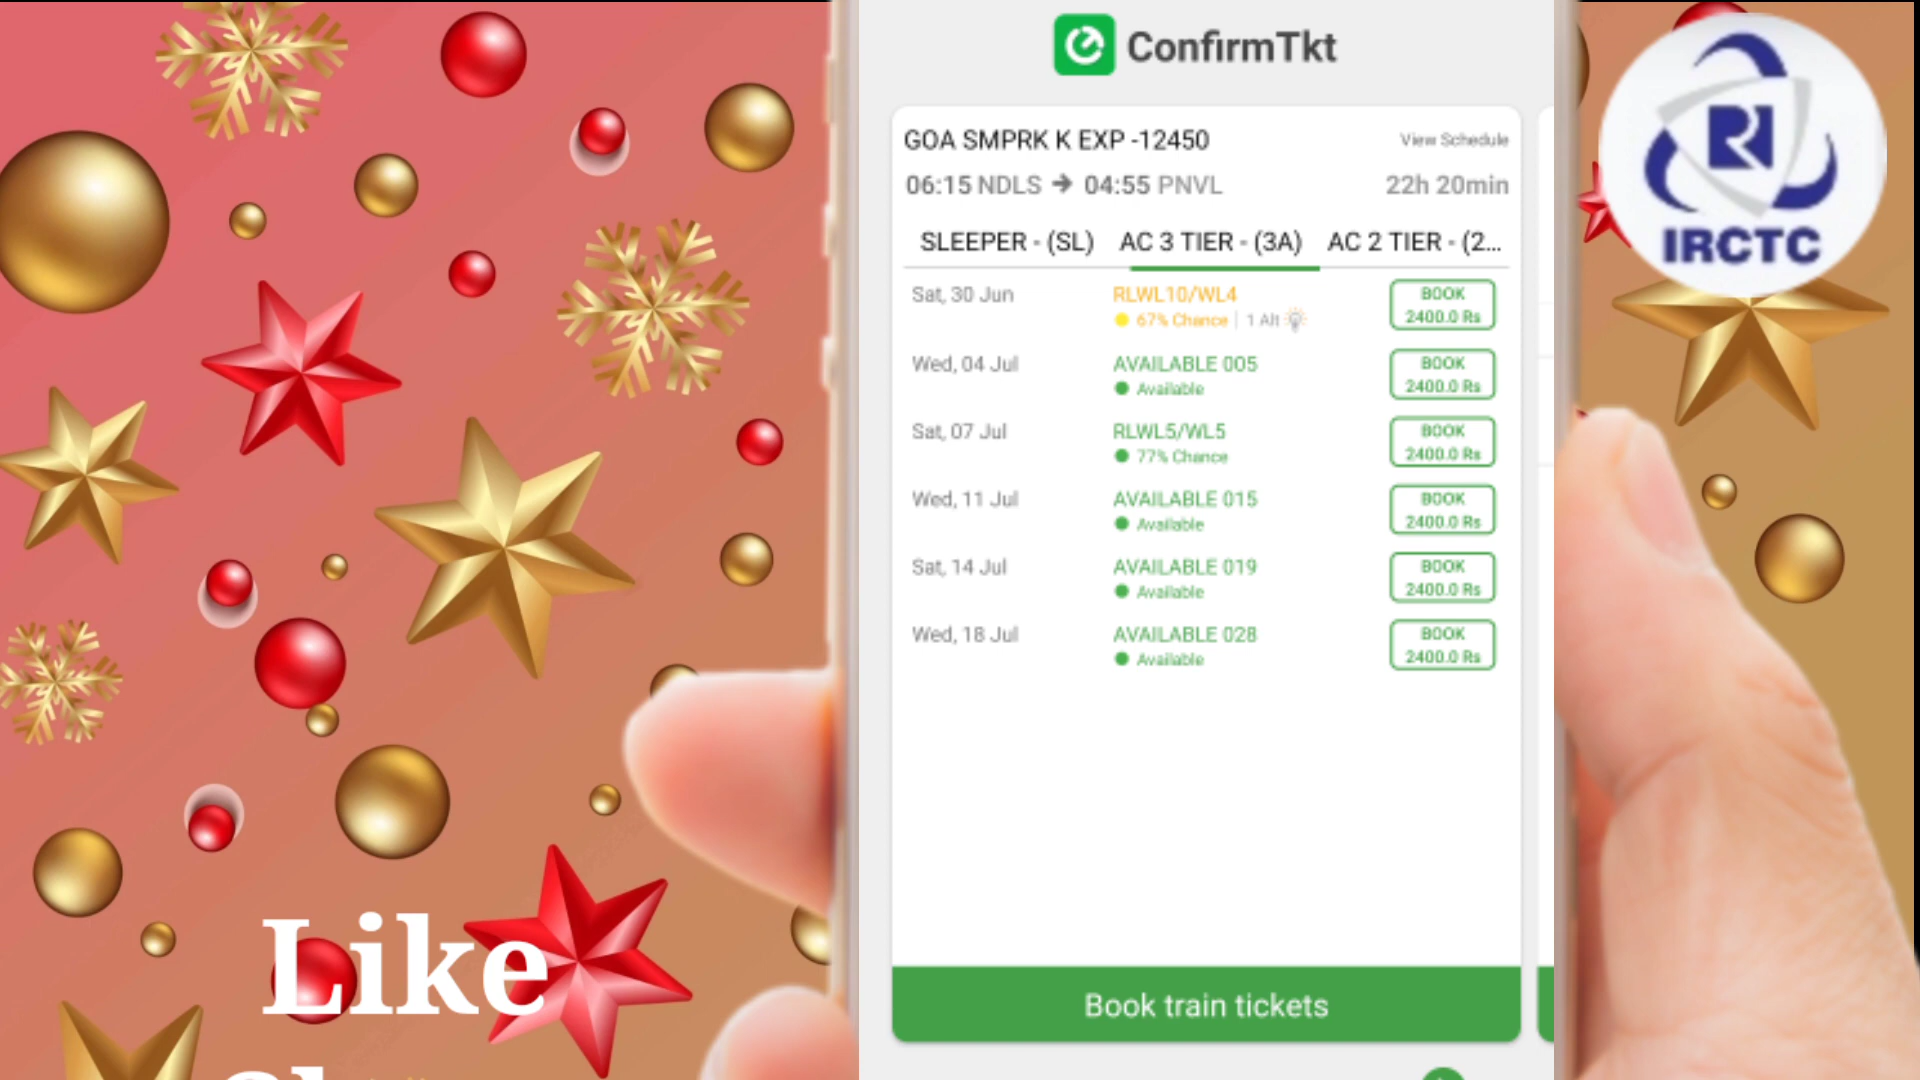 ConfirmTkt
GOA SMPRK K EXP -12450 View Schedule
06:15 NDLS → 04:55 PNVL 22h 20min
SLEEPER - (SL) AC 3 TIER - (3A) AC 2 TIER - (2...
Sat, 30 Jun RLWL10/WL4 BOOK
67% Chance | 1 Alt 2400.0 Rs
Wed, 04 Jul AVAILABLE 005 BOOK
Available 2400.0 Rs
Sat, 07 Jul RLWL5/WL5 BOOK
77% Chance 2400.0 Rs
Wed, 11 Jul AVAILABLE 015 BOOK
Available 2400.0 Rs
Sat, 14 Jul AVAILABLE 019 BOOK
Available 2400.0 Rs
Wed, 18 Jul AVAILABLE 028 BOOK
Available 2400.0 Rs
Book train tickets
IRCTC
Like